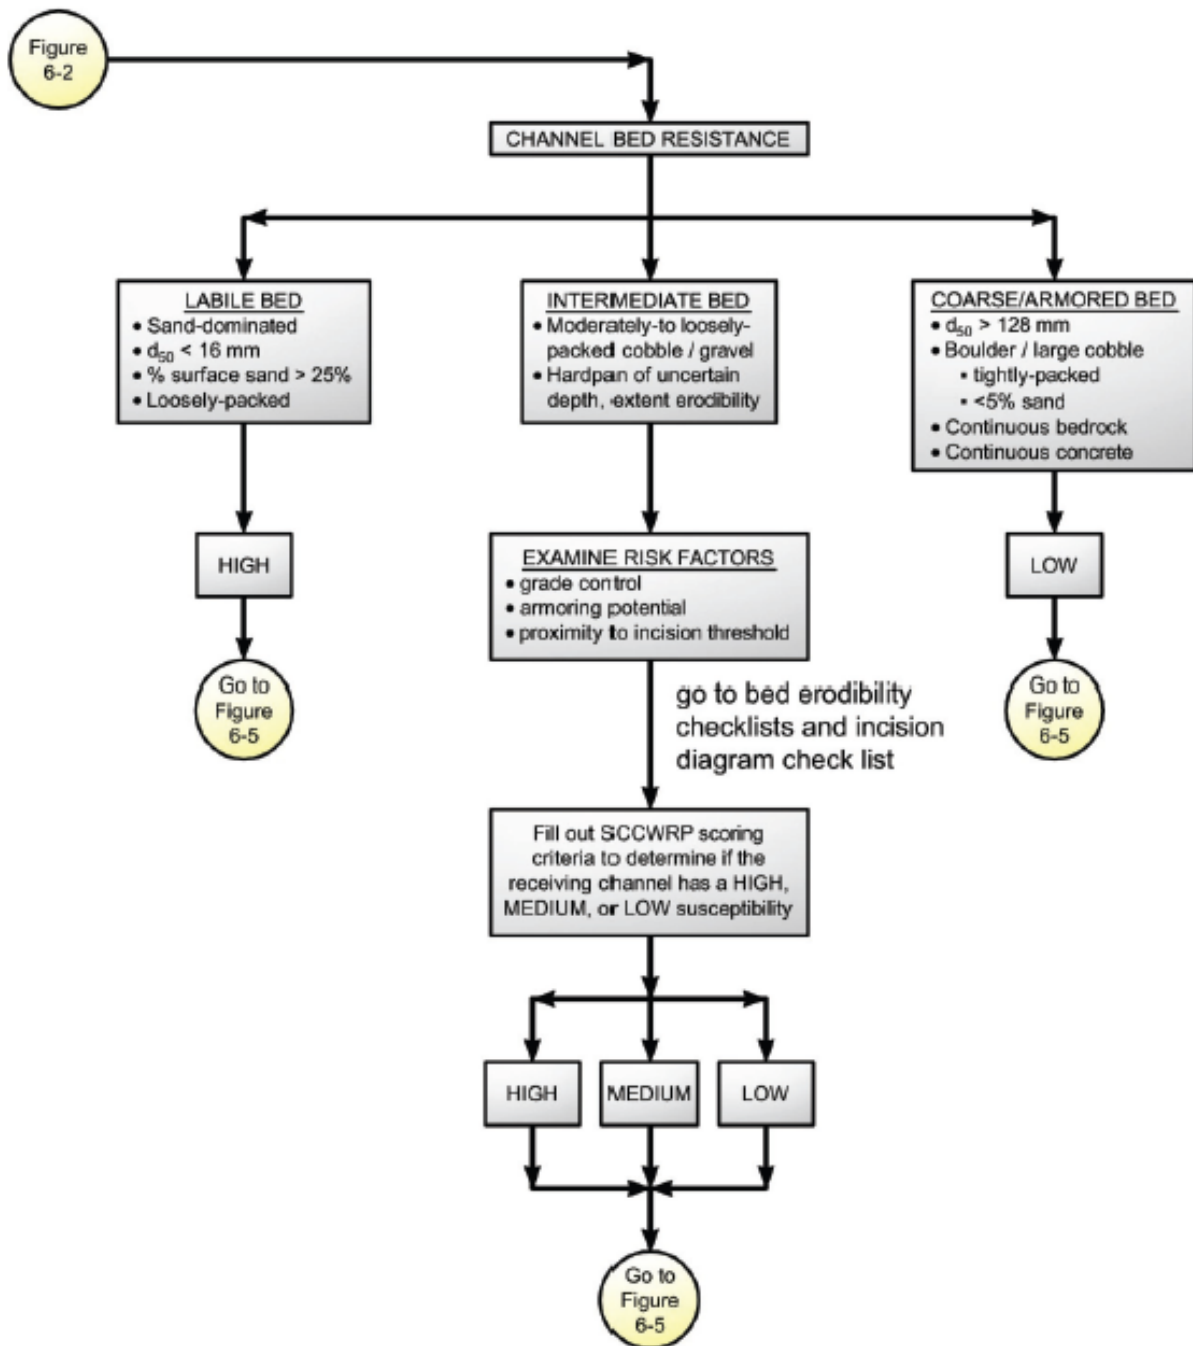 Figure
6-2
CHANNEL BED RESISTANCE
LABILE BED
• Sand-dominated
• d50 < 16 mm
• % surface sand > 25%
• Loosely-packed
INTERMEDIATE BED
• Moderately-to loosely-
packed cobble / gravel
• Hardpan of uncertain
depth, extent erodibility
COARSE/ARMORED BED
• d50 > 128 mm
• Boulder / large cobble
▪ tightly-packed
▪ <5% sand
• Continuous bedrock
• Continuous concrete
HIGH
EXAMINE RISK FACTORS
• grade control
• armoring potential
• proximity to incision threshold
LOW
Go to
Figure
6-5
go to bed erodibility
checklists and incision
diagram check list
Go to
Figure
6-5
Fill out SCCWRP scoring
criteria to determine if the
receiving channel has a HIGH,
MEDIUM, or LOW susceptibility
HIGH
MEDIUM
LOW
Go to
Figure
6-5